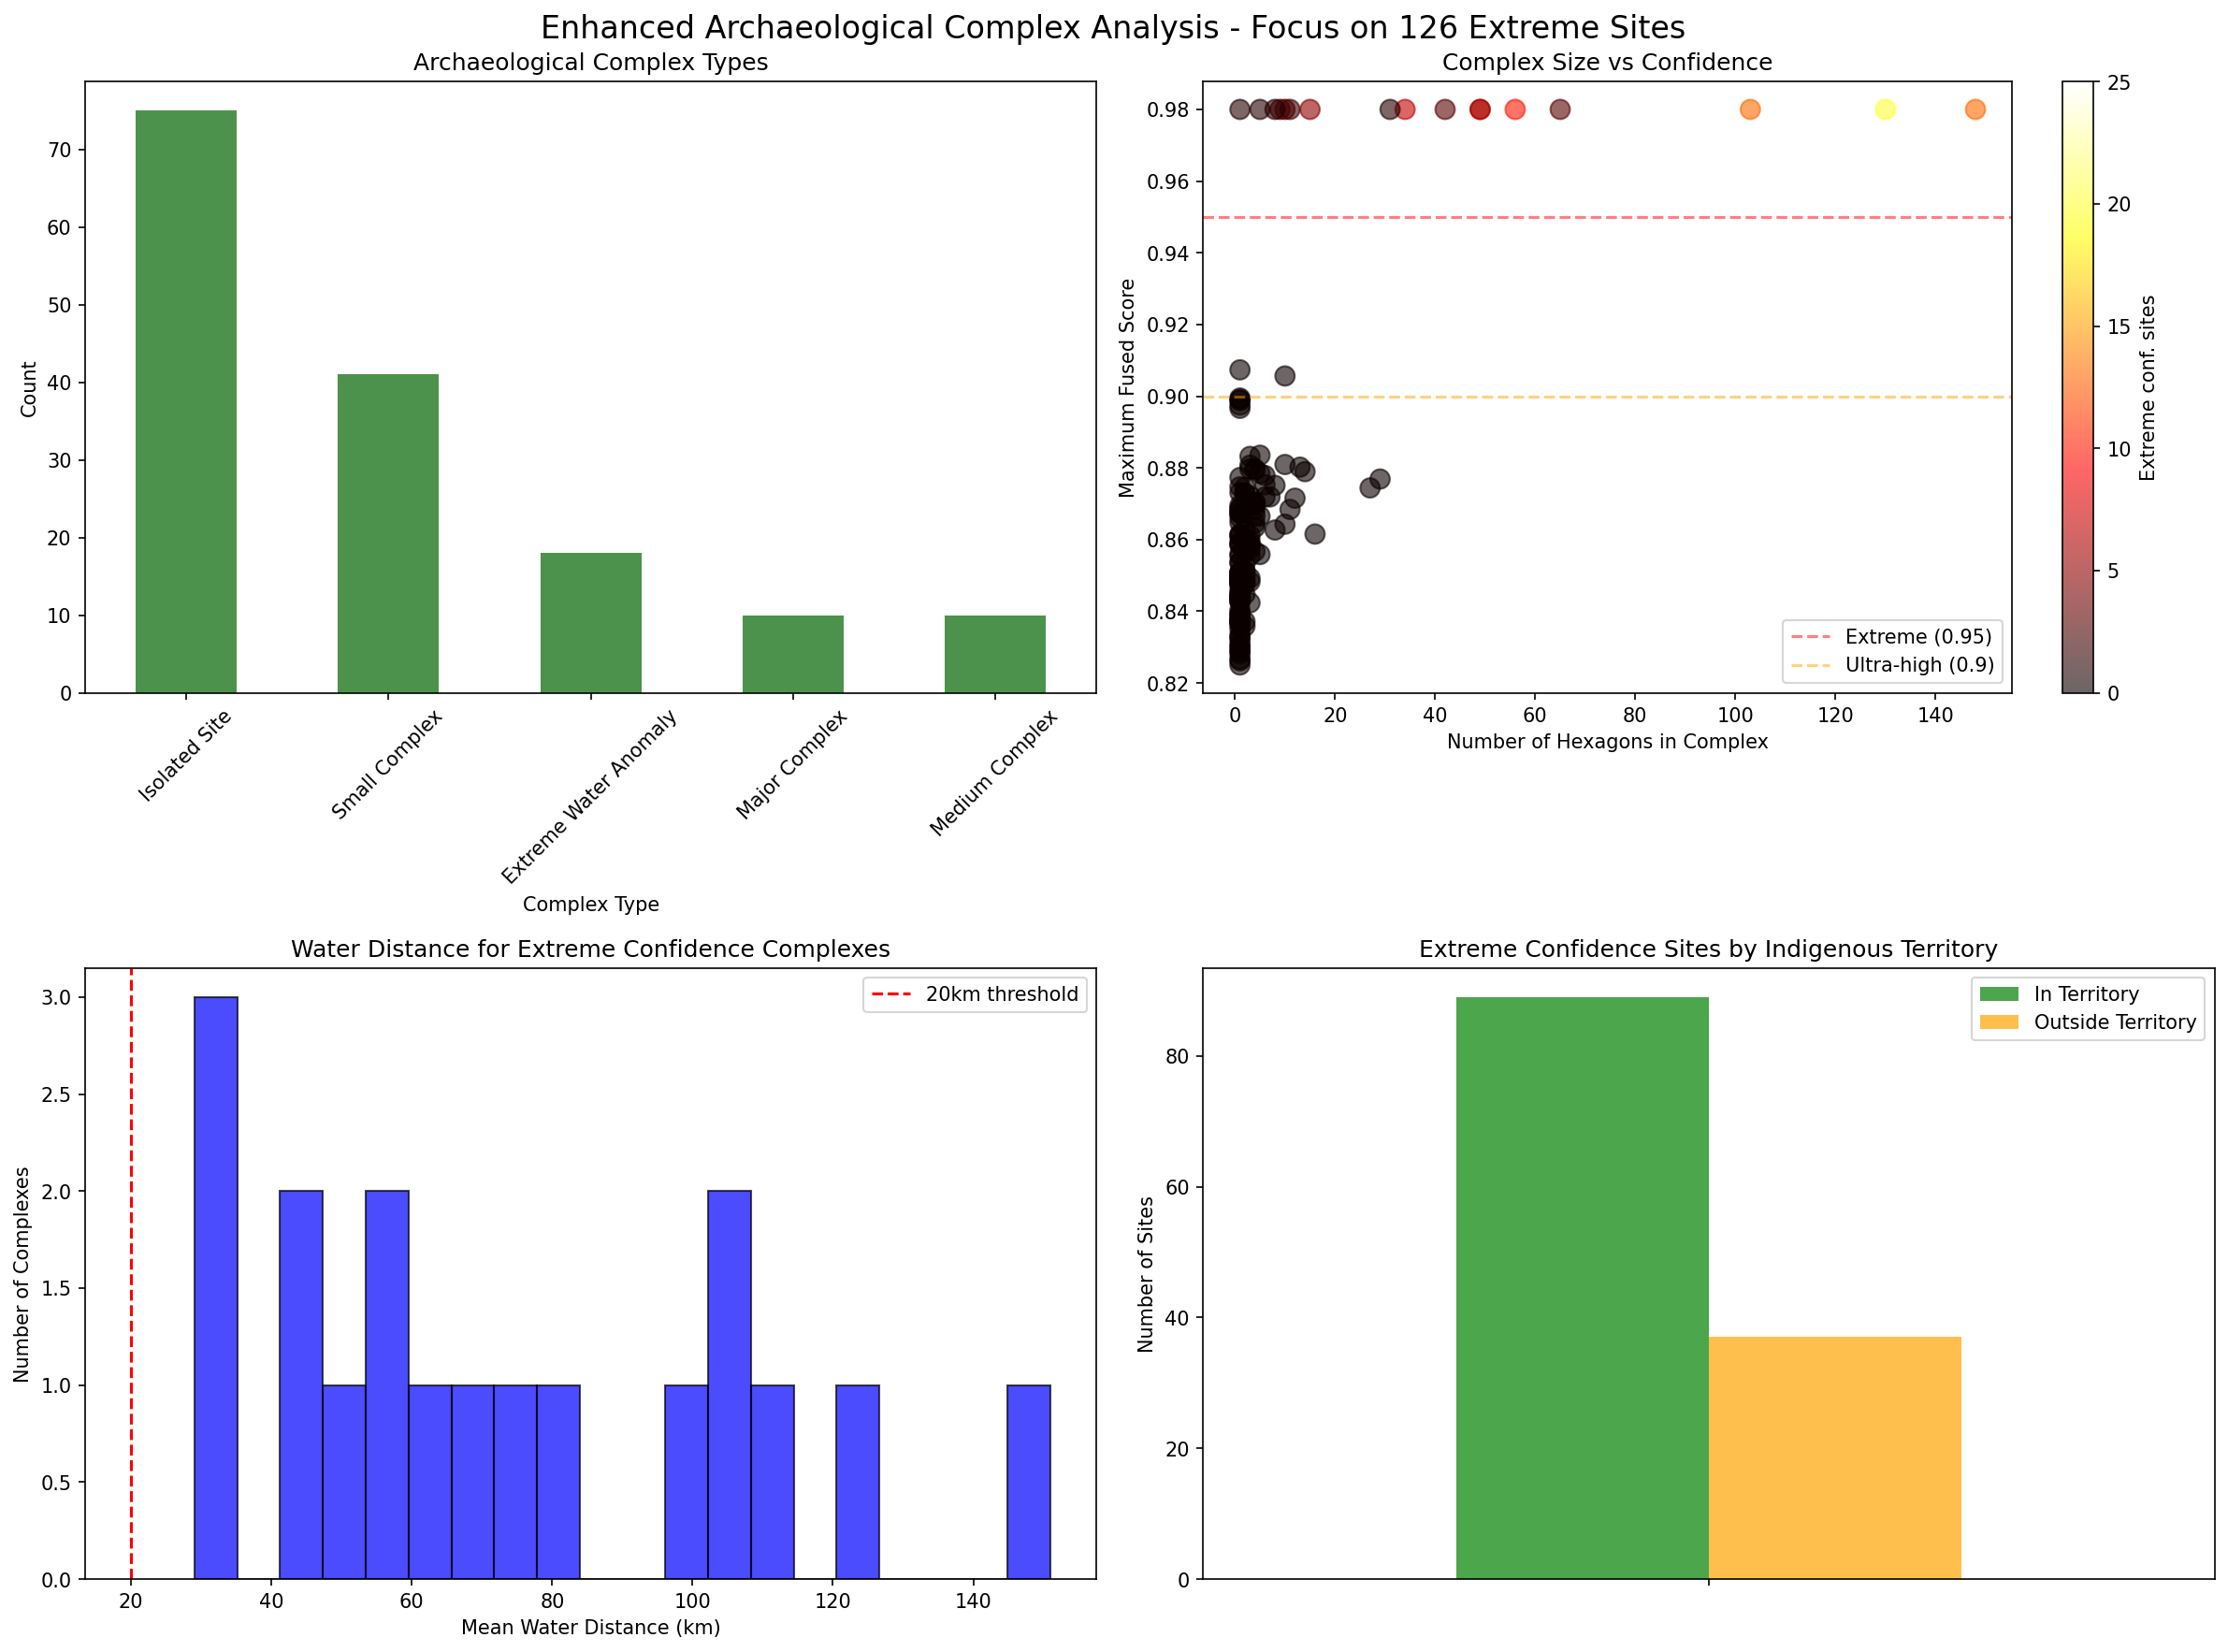 Enhanced Archaeological Complex Analysis - Focus on 126 Extreme Sites
Archaeological Complex Types
Count
70
60
50
40
30
20
10
0
Isolated Site
Small Complex
Extreme Water Anomaly
Major Complex
Medium Complex
Complex Type
Complex Size vs Confidence
Maximum Fused Score
0.98
0.96
0.94
0.92
0.90
0.88
0.86
0.84
0.82
0 20 40 60 80 100 120 140
Number of Hexagons in Complex
Extreme (0.95)
Ultra-high (0.9)
25
20
15
10
5
0
Extreme conf. sites
Water Distance for Extreme Confidence Complexes
Number of Complexes
3.0
2.5
2.0
1.5
1.0
0.5
0.0
20 40 60 80 100 120 140
Mean Water Distance (km)
20km threshold
Extreme Confidence Sites by Indigenous Territory
Number of Sites
80
60
40
20
0
In Territory
Outside Territory